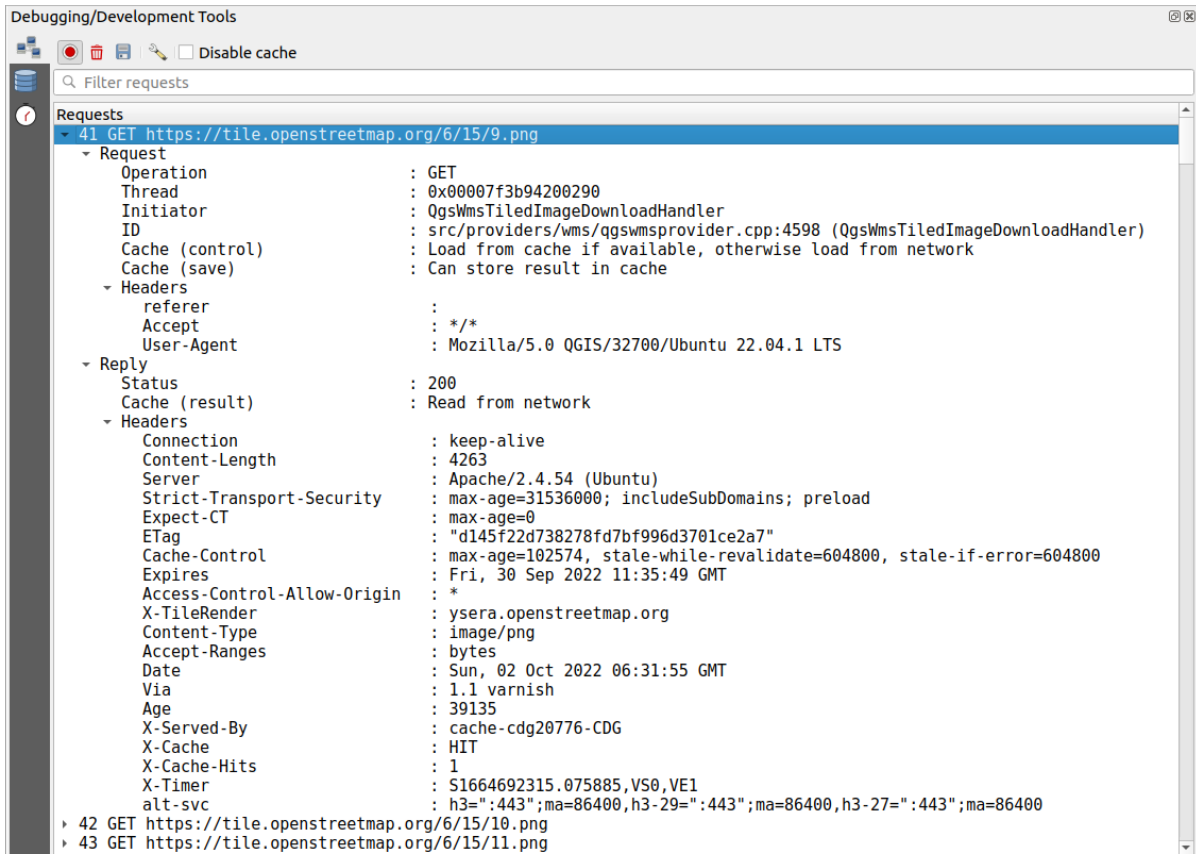 Debugging/Development Tools
Disable cache
Filter requests
Requests
41 GET https://tile.openstreetmap.org/6/15/9.png
Request
Operation : GET
Thread : 0x00007f3b94200290
Initiator : QgsWmsTiledImageDownloadHandler
ID : src/providers/wms/qgswmsprovider.cpp:4598 (QgsWmsTiledImageDownloadHandler)
Cache (control) : Load from cache if available, otherwise load from network
Cache (save) : Can store result in cache
Headers
referer :
Accept : */*
User-Agent : Mozilla/5.0 QGIS/32700/Ubuntu 22.04.1 LTS
Reply
Status : 200
Cache (result) : Read from network
Headers
Connection : keep-alive
Content-Length : 4263
Server : Apache/2.4.54 (Ubuntu)
Strict-Transport-Security : max-age=31536000; includeSubDomains; preload
Expect-CT : max-age=0
ETag : "d145f22d738278fd7bf996d3701ce2a7"
Cache-Control : max-age=102574, stale-while-revalidate=604800, stale-if-error=604800
Expires : Fri, 30 Sep 2022 11:35:49 GMT
Access-Control-Allow-Origin : *
X-TileRender : ysera.openstreetmap.org
Content-Type : image/png
Accept-Ranges : bytes
Date : Sun, 02 Oct 2022 06:31:55 GMT
Via : 1.1 varnish
Age : 39135
X-Served-By : cache-cdg20776-CDG
X-Cache : HIT
X-Cache-Hits : 1
X-Timer : S1664692315.075885,VS0,VE1
alt-svc : h3=":443";ma=86400,h3-29=":443";ma=86400,h3-27=":443";ma=86400
42 GET https://tile.openstreetmap.org/6/15/10.png
43 GET https://tile.openstreetmap.org/6/15/11.png